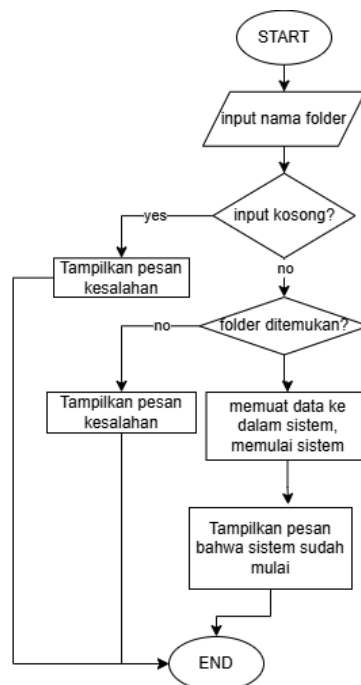 START
input nama folder
input kosong?
yes
no
Tampilkan pesan
kesalahan
folder ditemukan?
no
Tampilkan pesan
kesalahan
memuat data ke
dalam sistem,
memulai sistem
Tampilkan pesan
bahwa sistem sudah
mulai
END